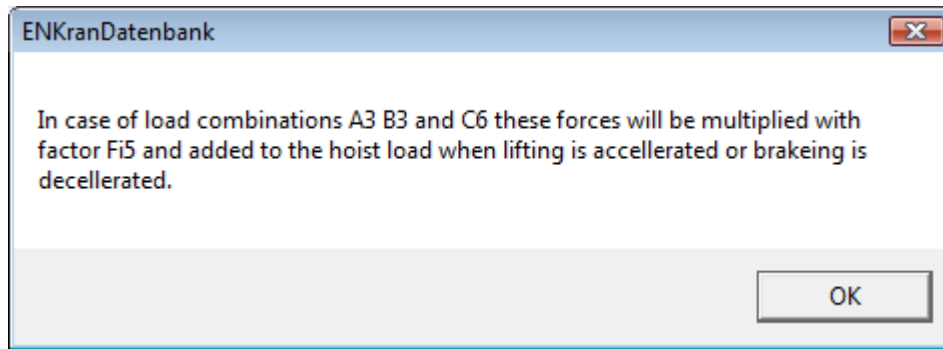 ENKranDatenbank
In case of load combinations A3 B3 and C6 these forces will be multiplied with
factor Fi5 and added to the hoist load when lifting is accellerated or brakeing is
decellerated.
OK